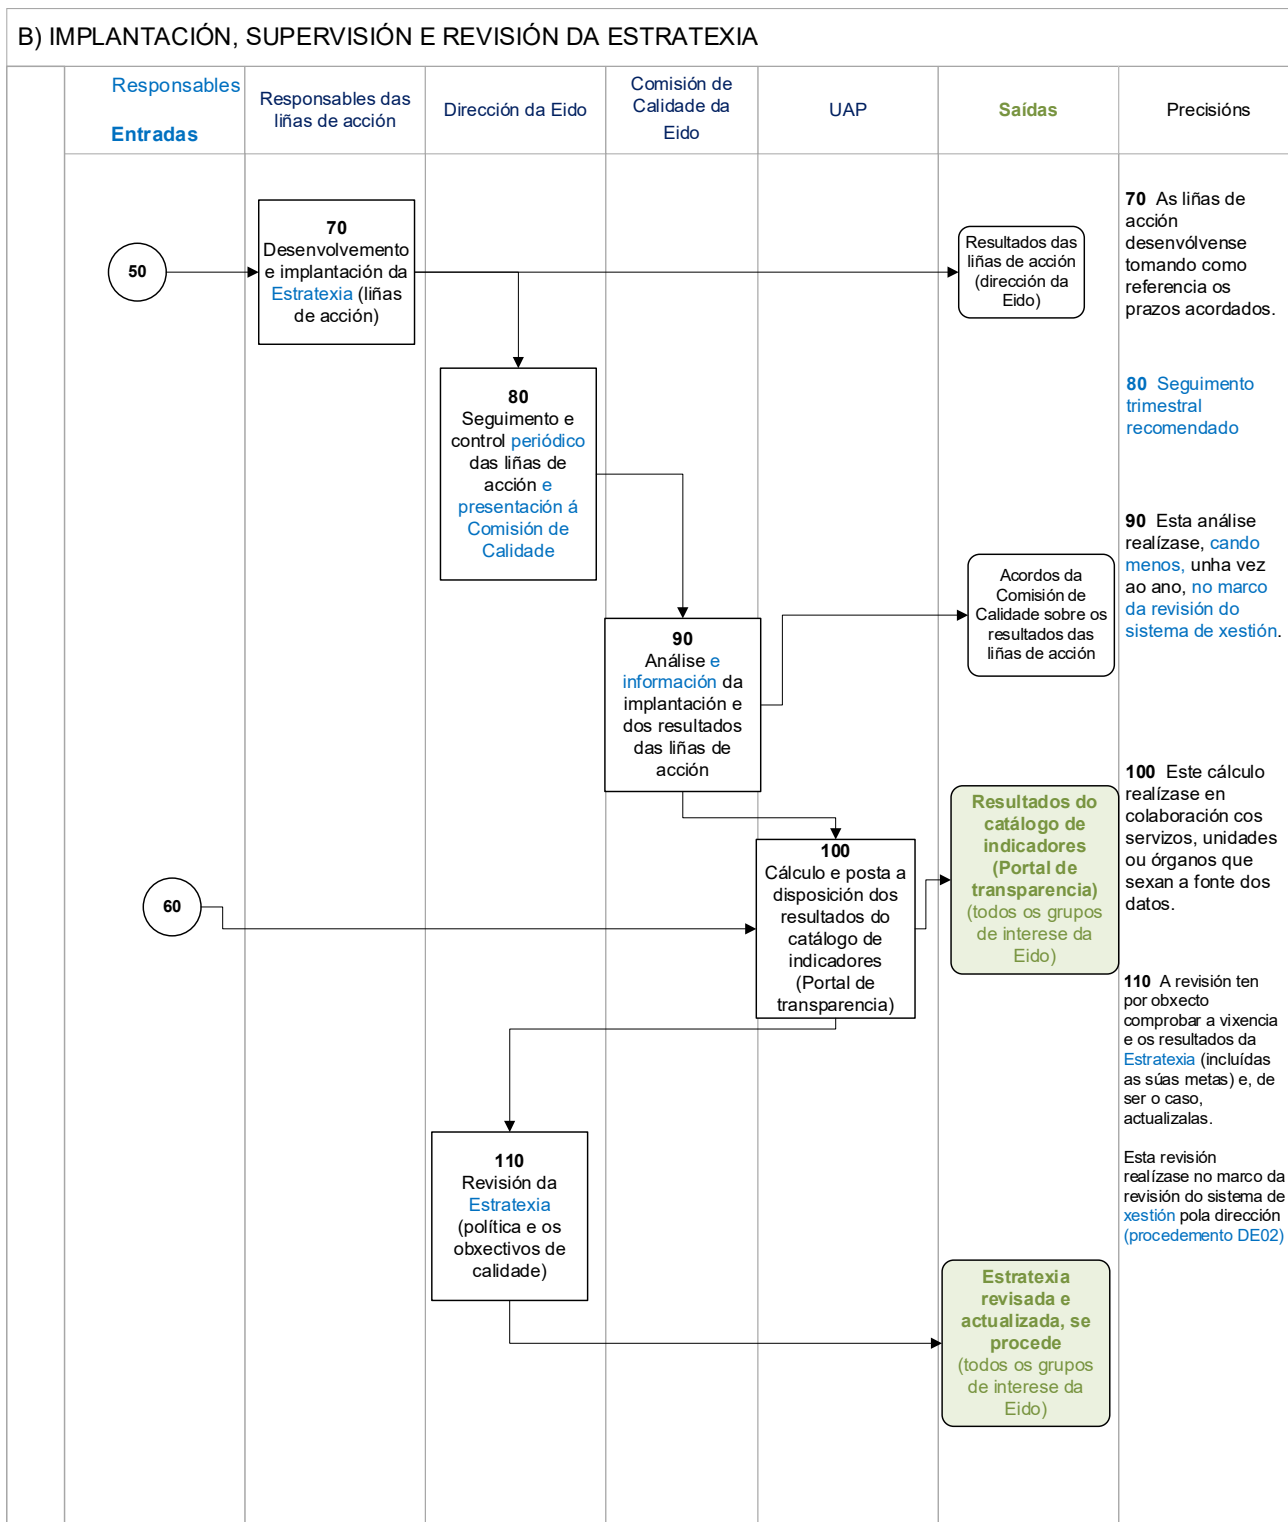 B) IMPLANTACIÓN, SUPERVISIÓN E REVISIÓN DA ESTRATEXIA
Responsables
Entradas
Responsables das
liñas de acción
Dirección da Eido
Comisión de
Calidade da
Eido
UAP
Saídas
Precisións
50
70
Desenvolvemento
e implantación da
Estratexia (liñas
de acción)
Resultados das
liñas de acción
(dirección da
Eido)
70 As liñas de
acción
desenvólvense
tomando como
referencia os
prazos acordados.
80
Seguimento e
control periódico
das liñas de
acción e
presentación á
Comisión de
Calidade
80 Seguimento
trimestral
recomendado
90
Análise e
información da
implantación e
dos resultados
das liñas de
acción
Acordos da
Comisión de
Calidade sobre os
resultados das
liñas de acción
90 Esta análise
realízase, cando
menos, unha vez
ao ano, no marco
da revisión do
sistema de xestión.
60
100
Cálculo e posta a
disposición dos
resultados do
catálogo de
indicadores
(Portal de
transparencia)
Resultados do
catálogo de
indicadores
(Portal de
transparencia)
(todos os grupos
de interese da
Eido)
100 Este cálculo
realízase en
colaboración cos
servizos, unidades
ou órganos que
sexan a fonte dos
datos.
110
Revisión da
Estratexia
(política e os
obxectivos de
calidade)
110 A revisión ten
por obxecto
comprobar a vixencia
e os resultados da
Estratexia (incluídas
as súas metas) e, de
ser o caso,
actualizalas.
Esta revisión
realízase no marco da
revisión do sistema de
xestión pola dirección
(procedemento DE02)
Estratexia
revisada e
actualizada, se
procede
(todos os grupos
de interese da
Eido)